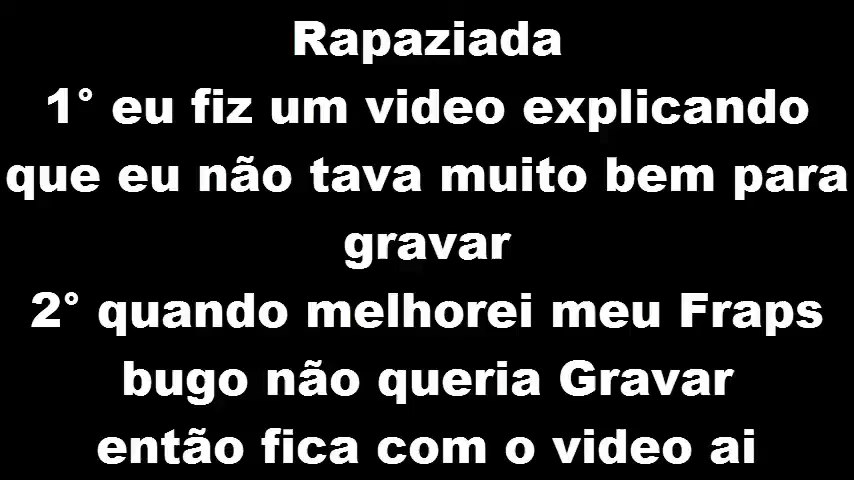 Rapaziada
1° eu fiz um video explicando
que eu não tava muito bem para
gravar
2° quando melhorei meu Fraps
bugo não queria Gravar
então fica com o video ai